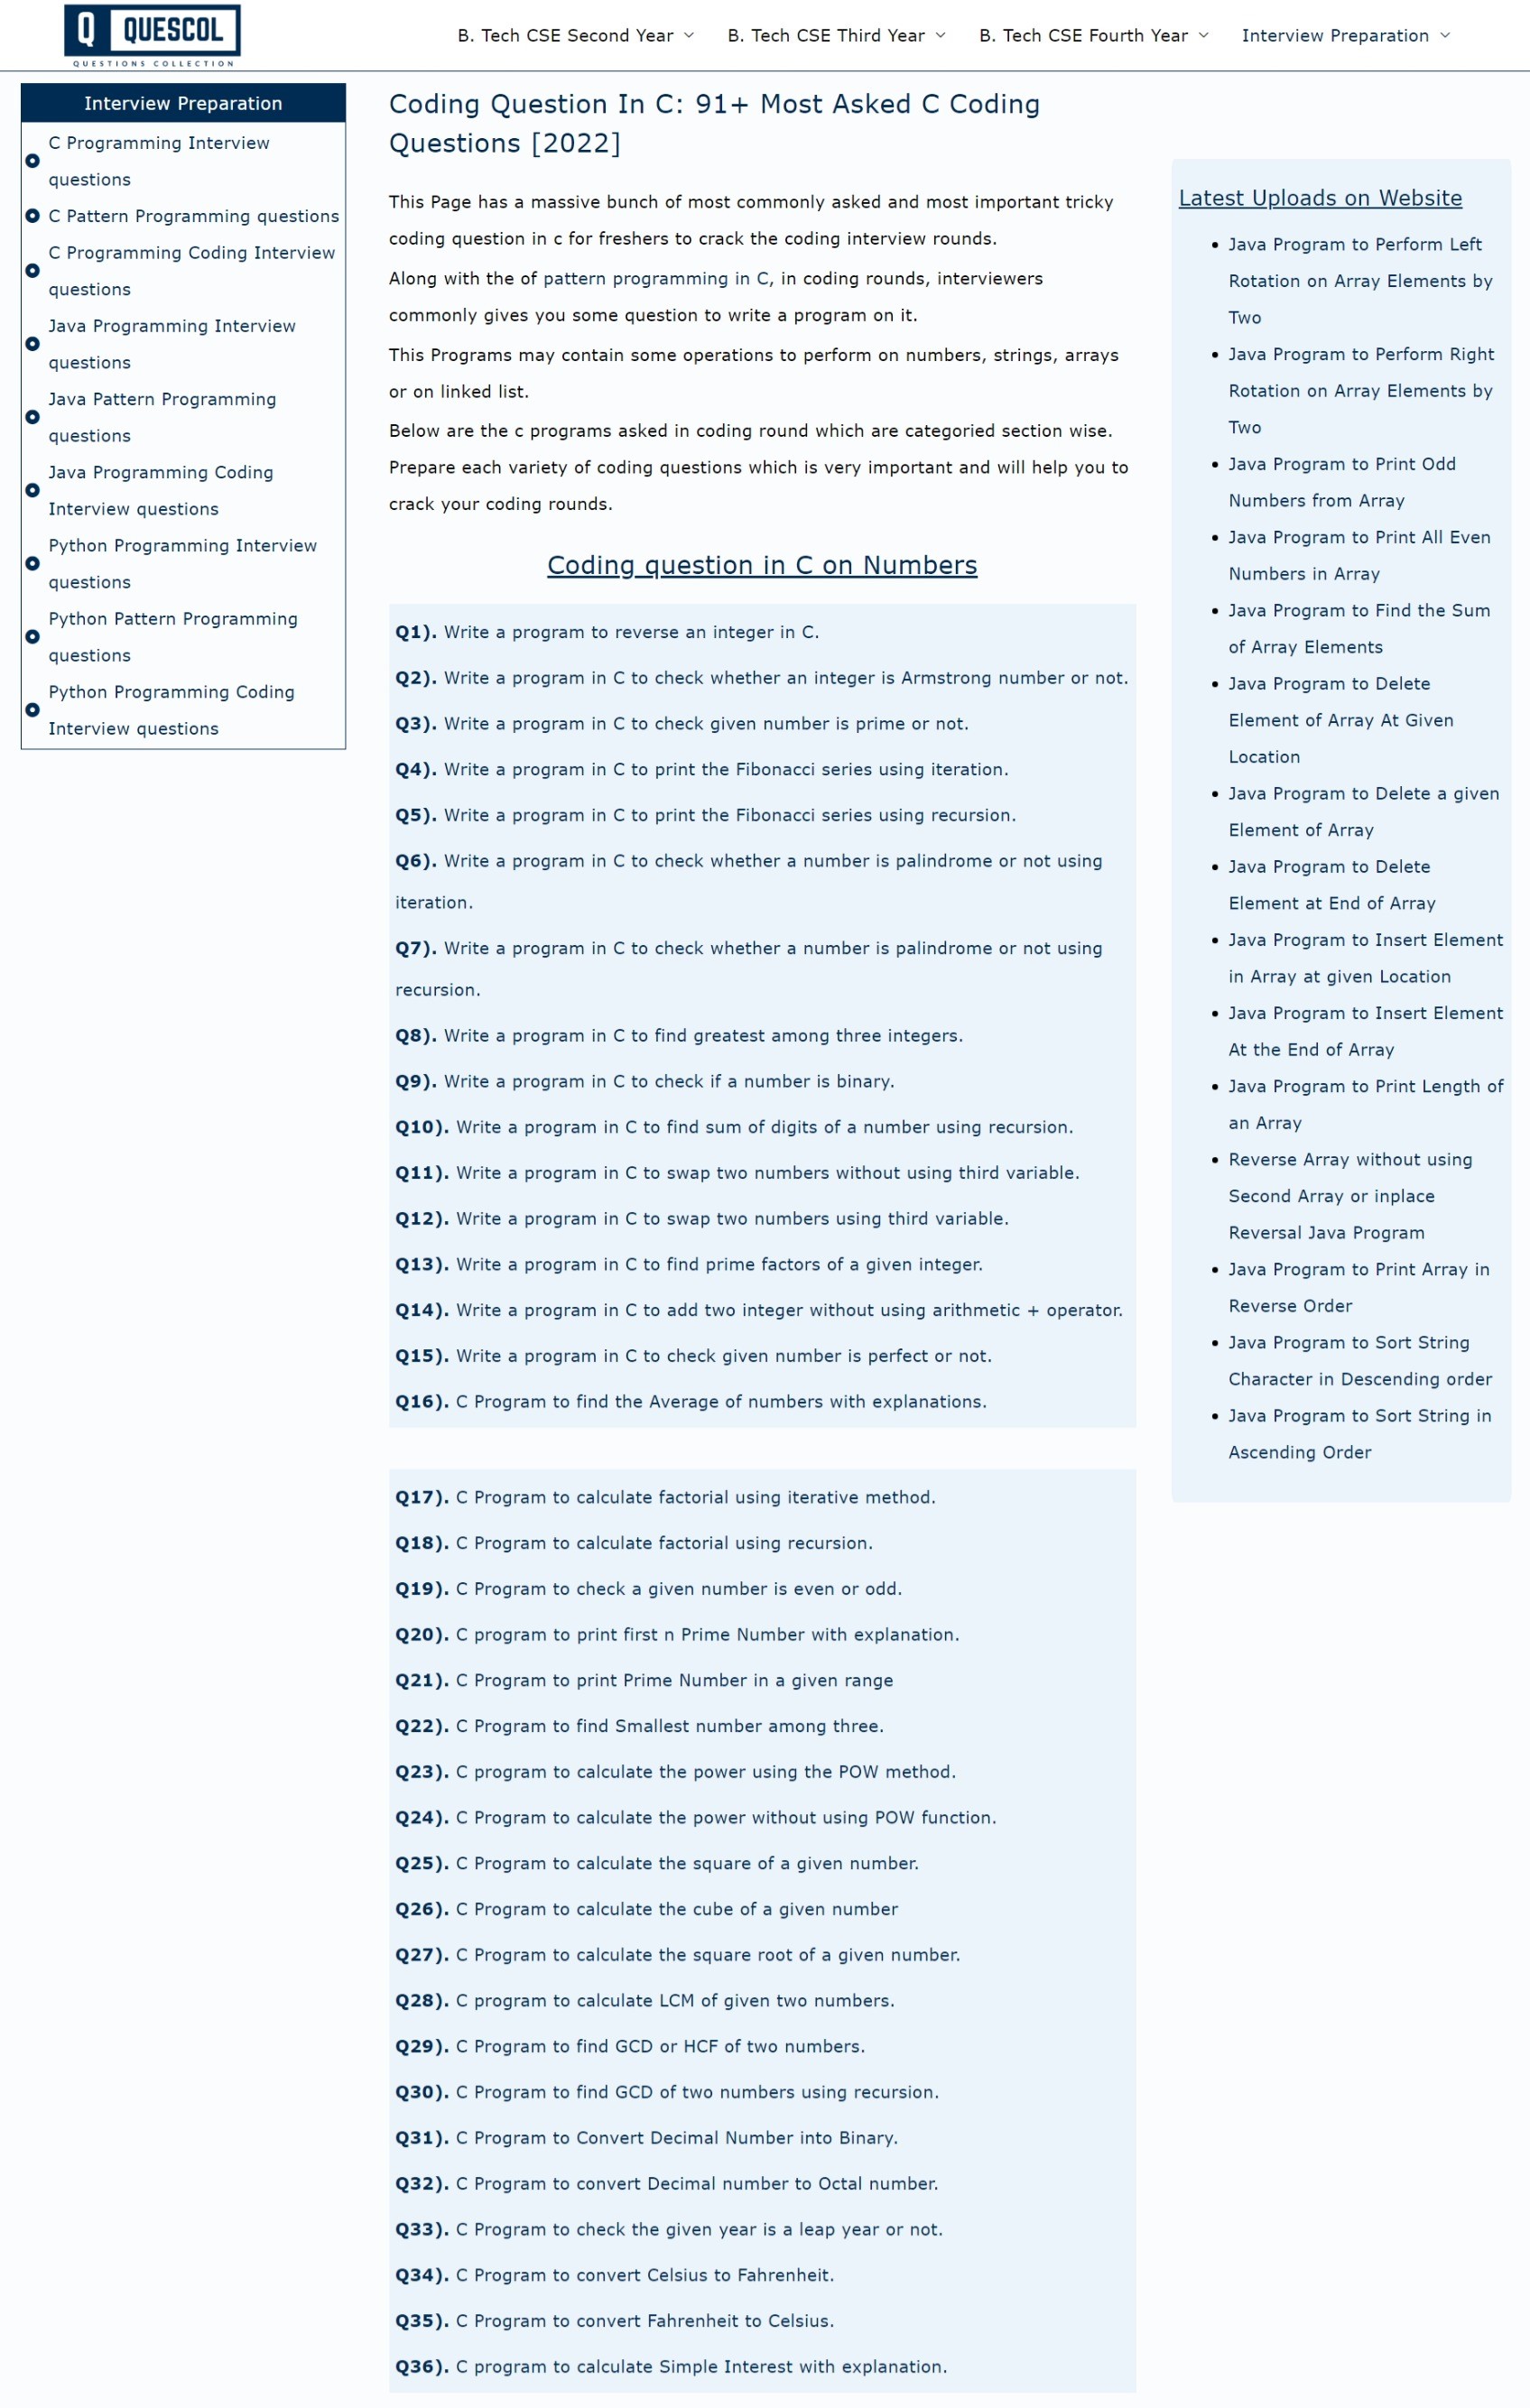 Q QUESCOL
QUESTIONS COLLECTION
B. Tech CSE Second Year
B. Tech CSE Third Year
B. Tech CSE Fourth Year
Interview Preparation
Interview Preparation
C Programming Interview
questions
C Pattern Programming questions
C Programming Coding Interview
questions
Java Programming Interview
questions
Java Pattern Programming
questions
Java Programming Coding
Interview questions
Python Programming Interview
questions
Python Pattern Programming
questions
Python Programming Coding
Interview questions
Coding Question In C: 91+ Most Asked C Coding
Questions [2022]
This Page has a massive bunch of most commonly asked and most important tricky
coding question in c for freshers to crack the coding interview rounds.
Along with the of pattern programming in C, in coding rounds, interviewers
commonly gives you some question to write a program on it.
This Programs may contain some operations to perform on numbers, strings, arrays
or on linked list.
Below are the c programs asked in coding round which are categoried section wise.
Prepare each variety of coding questions which is very important and will help you to
crack your coding rounds.
Coding question in C on Numbers
Q1). Write a program to reverse an integer in C.
Q2). Write a program in C to check whether an integer is Armstrong number or not.
Q3). Write a program in C to check given number is prime or not.
Q4). Write a program in C to print the Fibonacci series using iteration.
Q5). Write a program in C to print the Fibonacci series using recursion.
Q6). Write a program in C to check whether a number is palindrome or not using
iteration.
Q7). Write a program in C to check whether a number is palindrome or not using
recursion.
Q8). Write a program in C to find greatest among three integers.
Q9). Write a program in C to check if a number is binary.
Q10). Write a program in C to find sum of digits of a number using recursion.
Q11). Write a program in C to swap two numbers without using third variable.
Q12). Write a program in C to swap two numbers using third variable.
Q13). Write a program in C to find prime factors of a given integer.
Q14). Write a program in C to add two integer without using arithmetic + operator.
Q15). Write a program in C to check given number is perfect or not.
Q16). C Program to find the Average of numbers with explanations.
Q17). C Program to calculate factorial using iterative method.
Q18). C Program to calculate factorial using recursion.
Q19). C Program to check a given number is even or odd.
Q20). C program to print first n Prime Number with explanation.
Q21). C Program to print Prime Number in a given range
Q22). C Program to find Smallest number among three.
Q23). C program to calculate the power using the POW method.
Q24). C Program to calculate the power without using POW function.
Q25). C Program to calculate the square of a given number.
Q26). C Program to calculate the cube of a given number
Q27). C Program to calculate the square root of a given number.
Q28). C program to calculate LCM of given two numbers.
Q29). C Program to find GCD or HCF of two numbers.
Q30). C Program to find GCD of two numbers using recursion.
Q31). C Program to Convert Decimal Number into Binary.
Q32). C Program to convert Decimal number to Octal number.
Q33). C Program to check the given year is a leap year or not.
Q34). C Program to convert Celsius to Fahrenheit.
Q35). C Program to convert Fahrenheit to Celsius.
Q36). C program to calculate Simple Interest with explanation.
Latest Uploads on Website
Java Program to Perform Left
Rotation on Array Elements by
Two
Java Program to Perform Right
Rotation on Array Elements by
Two
Java Program to Print Odd
Numbers from Array
Java Program to Print All Even
Numbers in Array
Java Program to Find the Sum
of Array Elements
Java Program to Delete
Element of Array At Given
Location
Java Program to Delete a given
Element of Array
Java Program to Delete
Element at End of Array
Java Program to Insert Element
in Array at given Location
Java Program to Insert Element
At the End of Array
Java Program to Print Length of
an Array
Reverse Array without using
Second Array or inplace
Reversal Java Program
Java Program to Print Array in
Reverse Order
Java Program to Sort String
Character in Descending order
Java Program to Sort String in
Ascending Order